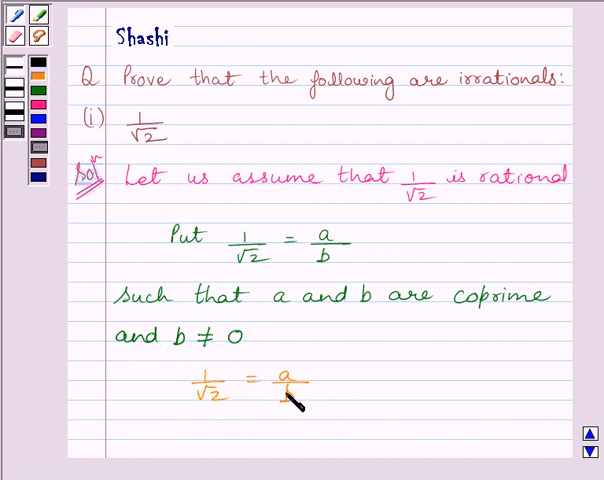 Shashi
Q Prove that the following are irrationals:
(i) 1/√2
Solⁿ Let us assume that 1/√2 is rational
Put 1/√2 = a/b
such that a and b are coprime
and b ≠ 0
1/√2 = a/b